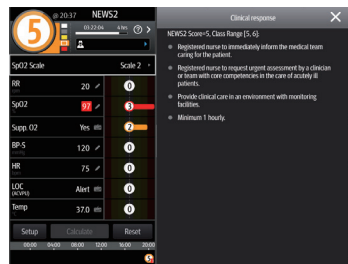 @ 20:37 NEWS2
5
03-22-04 4 hrs
SpO2 Scale Scale 2
RR 20 0
SpO2 97 3
Supp. O2 Yes 2
BP-S 120 0
HR 75 0
LOC (ACVPU) Alert 0
Temp 37.0 0
Setup Calculate Reset
00:00 04:00 08:00 12:00 16:00 20:00
5
Clinical response
NEWS2 Score=5, Class Range [5, 6]:
Registered nurse to immediately inform the medical team
caring for the patient.
Registered nurse to request urgent assessment by a clinician
or team with core competencies in the care of acutely ill
patients.
Provide clinical care in an environment with monitoring
facilities.
Minimum 1 hourly.